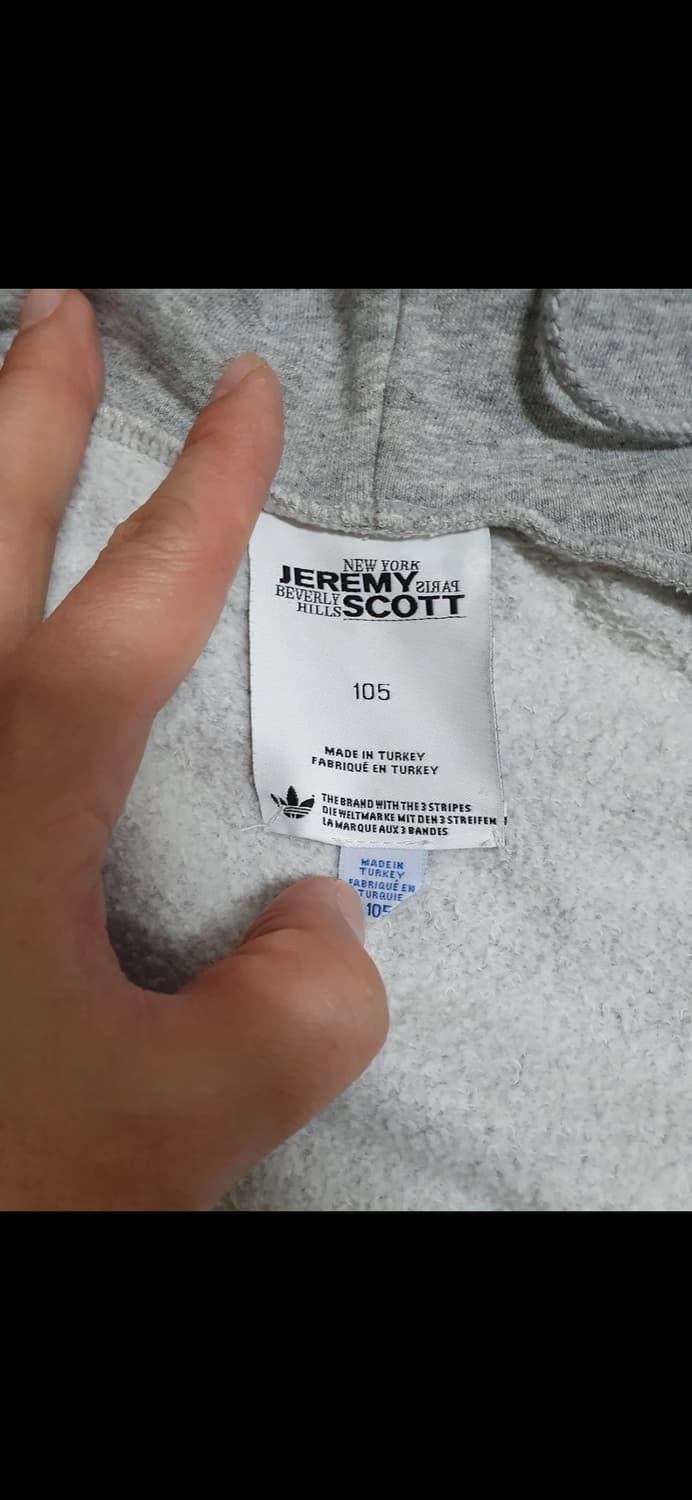 NEW YORK
JEREMY PARIS
BEVERLY
HILLS SCOTT
105
MADE IN TURKEY
FABRIQUÉ EN TURKEY
THE BRAND WITH THE 3 STRIPES
DIE WELTMARKE MIT DEN 3 STREIFEN
LA MARQUE AUX 3 BANDES
MADE IN
TURKEY
FABRIQUÉ EN
TURQUIE
105